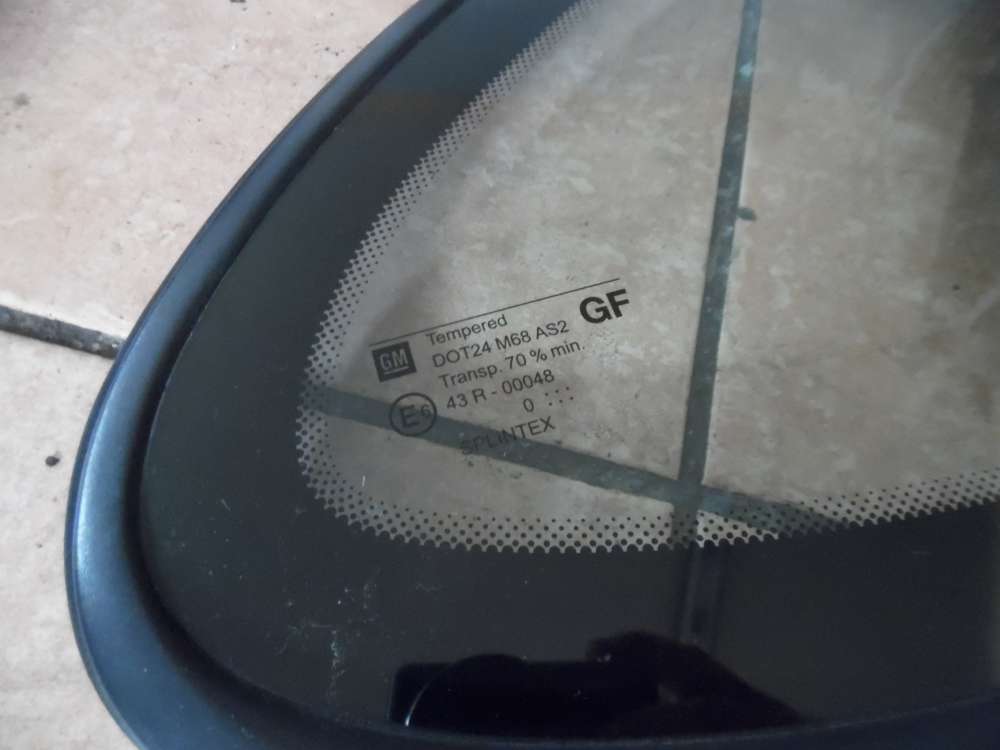 GF
Tempered
GM DOT24 M68 AS2
Transp. 70 % min.
E6 43 R - 00048
0 :::
SPLINTEX